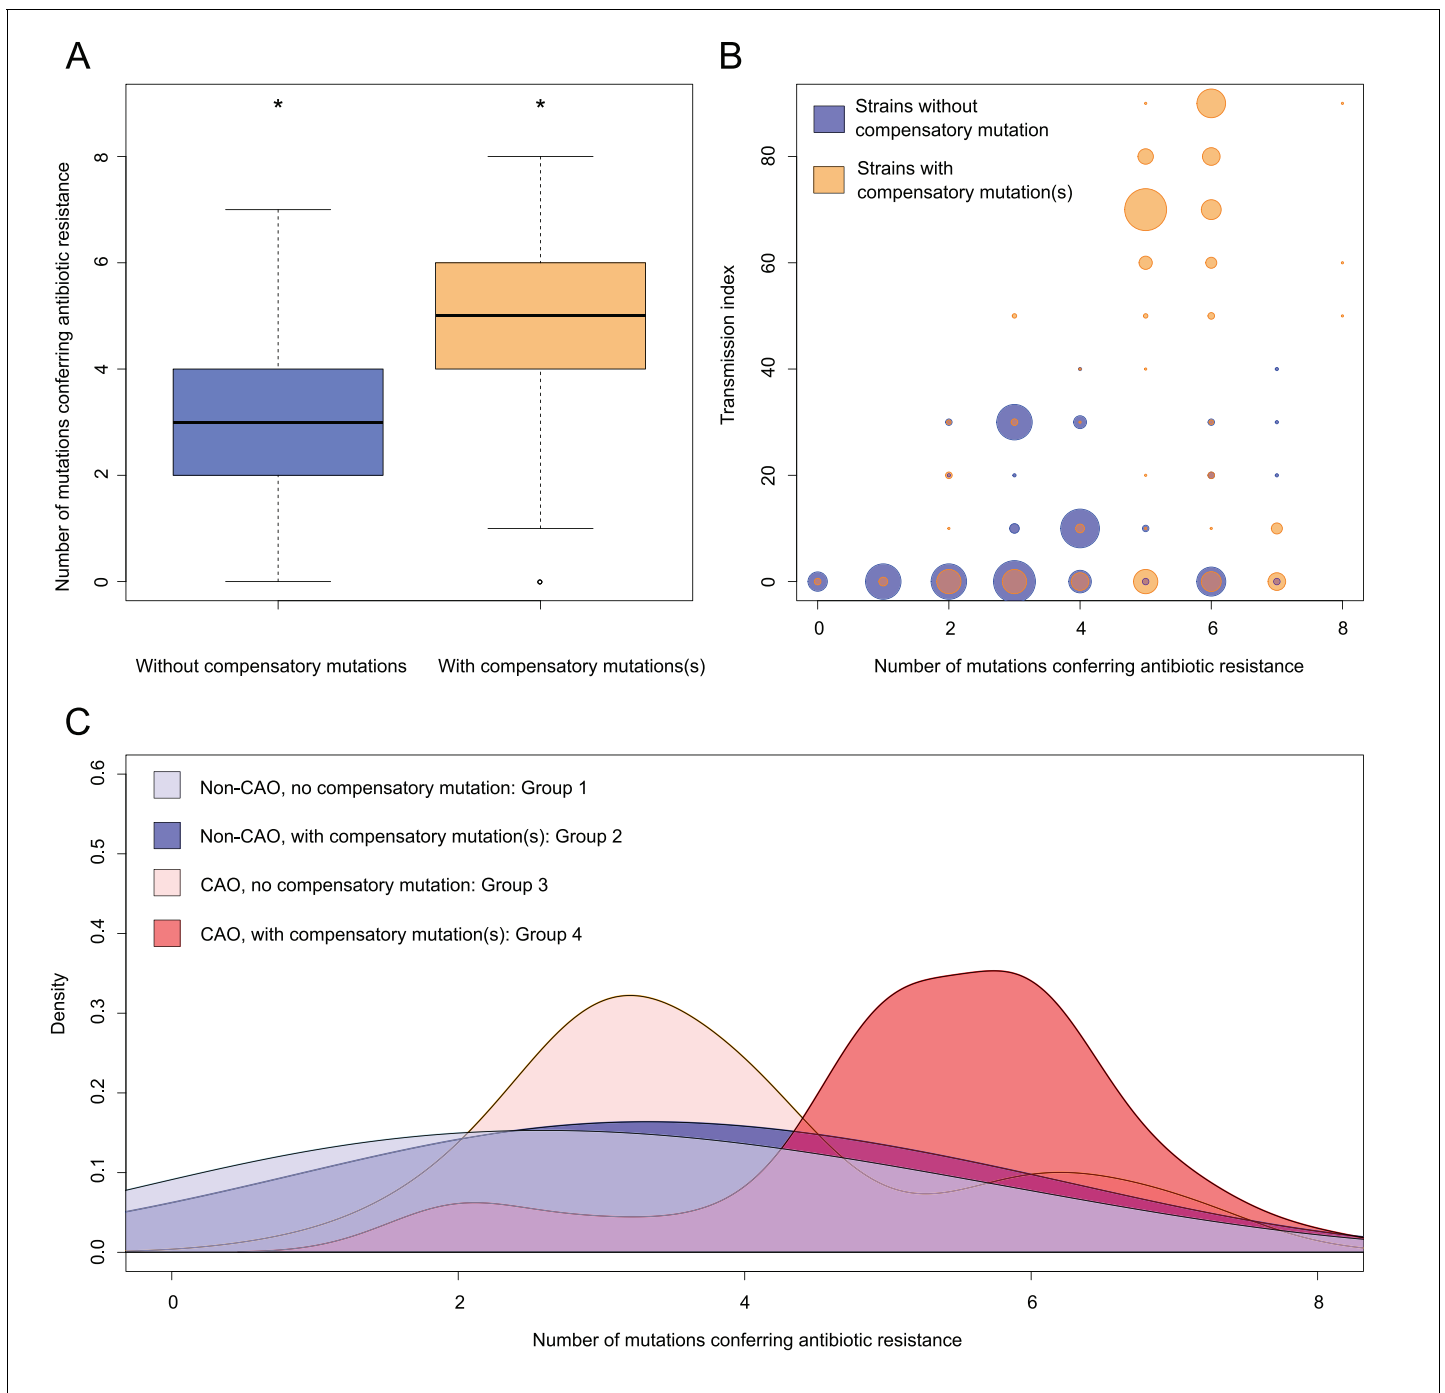 A
*
*
Number of mutations conferring antibiotic resistance
8
6
4
2
0
Without compensatory mutations
With compensatory mutations(s)
B
Strains without
compensatory mutation
Strains with
compensatory mutation(s)
Transmission index
80
60
40
20
0
0 2 4 6 8
Number of mutations conferring antibiotic resistance
C
Non-CAO, no compensatory mutation: Group 1
Non-CAO, with compensatory mutation(s): Group 2
CAO, no compensatory mutation: Group 3
CAO, with compensatory mutation(s): Group 4
Density
0.6
0.5
0.4
0.3
0.2
0.1
0.0
0 2 4 6 8
Number of mutations conferring antibiotic resistance